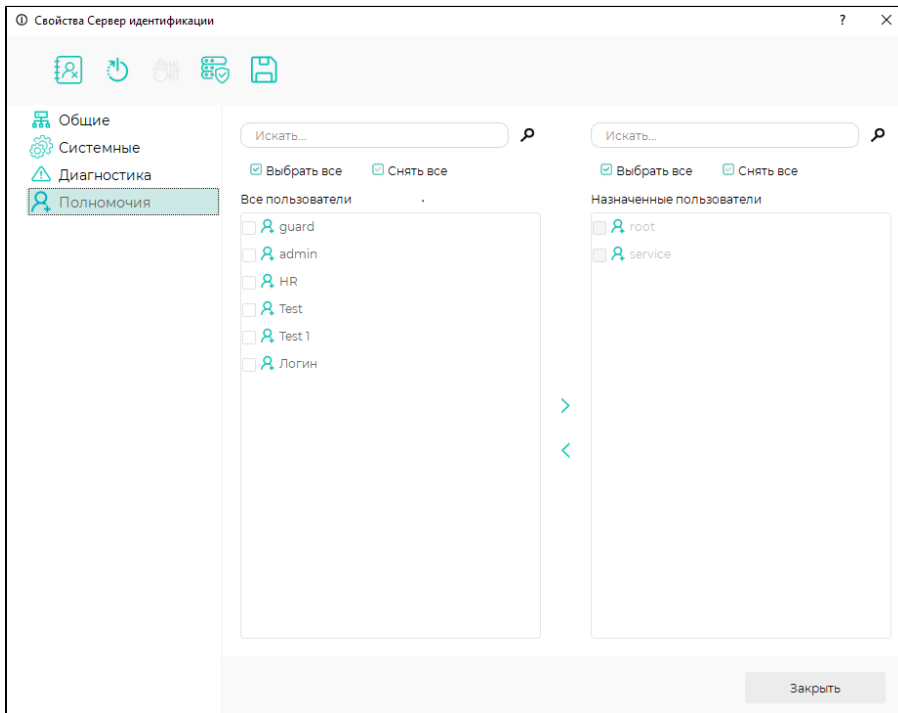 Свойства Сервер идентификации
?
Общие
Системные
Диагностика
Полномочия
Искать...
Выбрать все
Снять все
Все пользователи
guard
admin
HR
Test
Test 1
Логин
Искать...
Выбрать все
Снять все
Назначенные пользователи
root
service
Закрыть